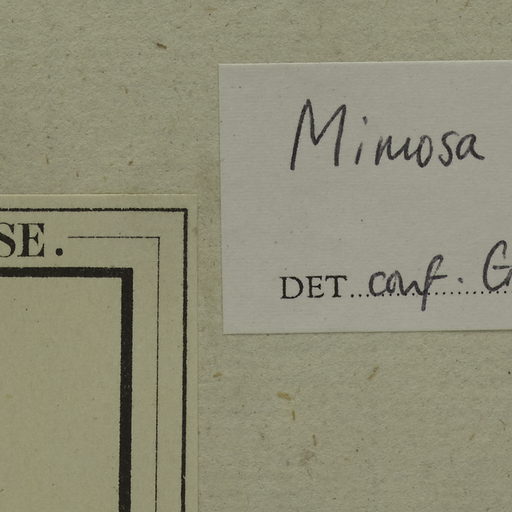 Mimosa
SE.
DET. conf. G